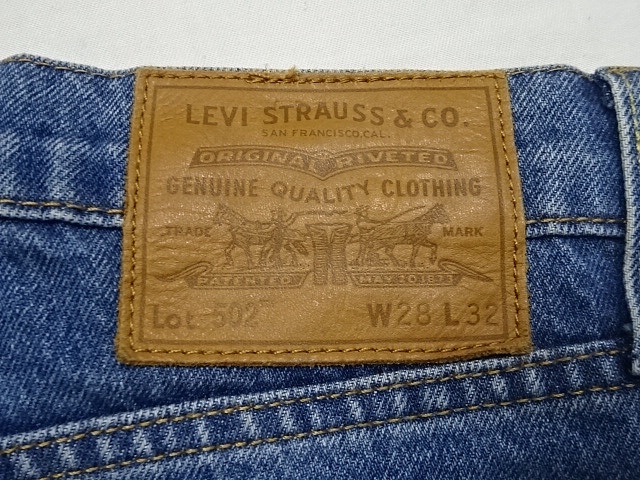 LEVI STRAUSS & CO.
SAN FRANCISCO, CAL.
ORIGINAL RIVETED
GENUINE QUALITY CLOTHING
TRADE MARK
PATENTED MAY 20 1873
Lot 502 W28 L32